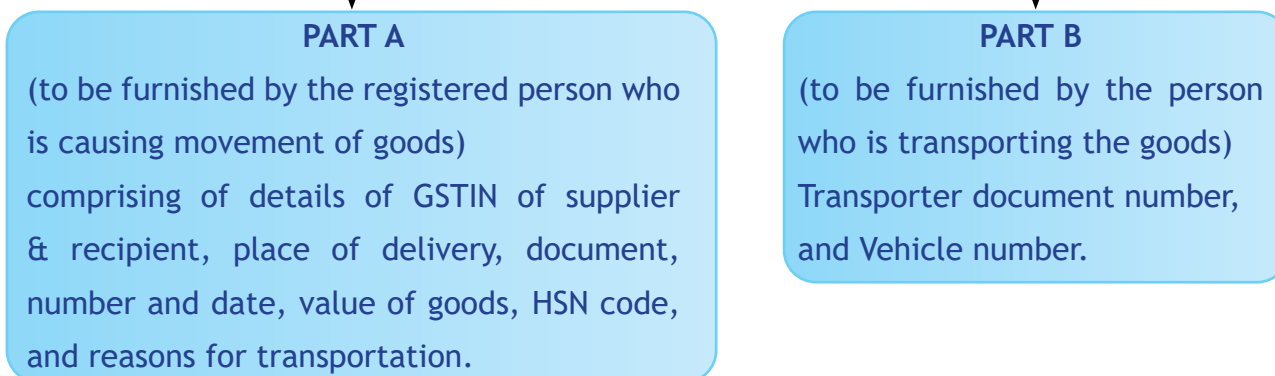 PART A
(to be furnished by the registered person who
is causing movement of goods)
comprising of details of GSTIN of supplier
& recipient, place of delivery, document,
number and date, value of goods, HSN code,
and reasons for transportation.
PART B
(to be furnished by the person
who is transporting the goods)
Transporter document number,
and Vehicle number.